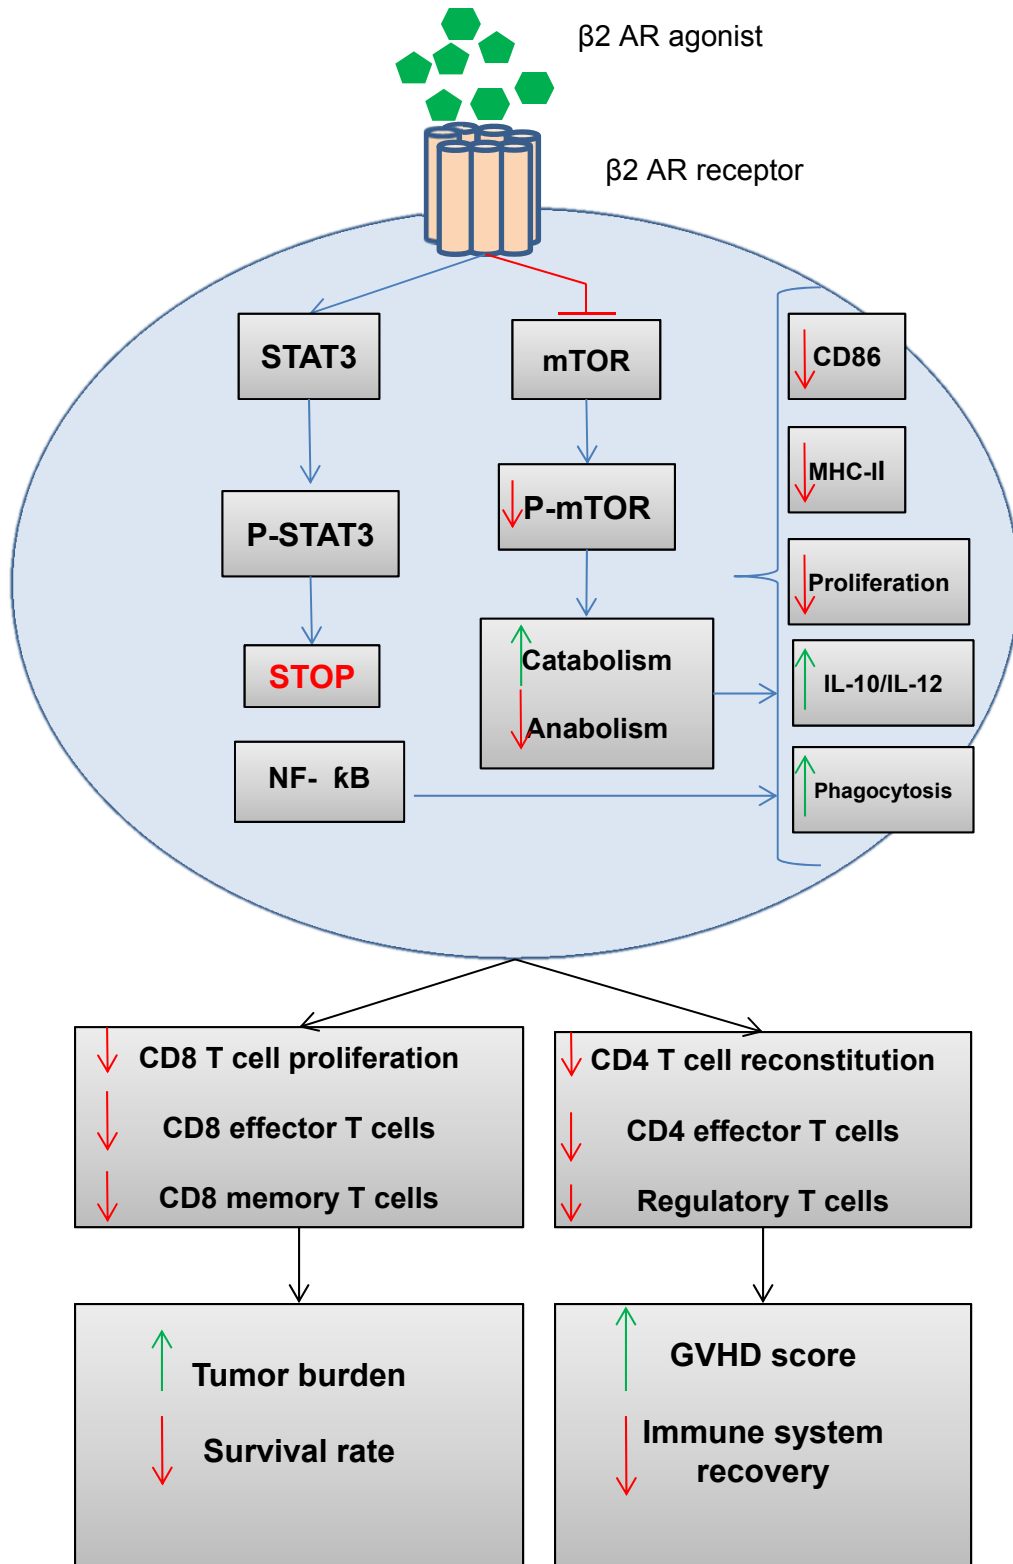 β2 AR agonist
β2 AR receptor
STAT3
mTOR
CD86
MHC-II
P-STAT3
P-mTOR
Proliferation
STOP
Catabolism
Anabolism
IL-10/IL-12
NF- ƙB
Phagocytosis
CD8 T cell proliferation
CD8 effector T cells
CD8 memory T cells
CD4 T cell reconstitution
CD4 effector T cells
Regulatory T cells
Tumor burden
Survival rate
GVHD score
Immune system
recovery